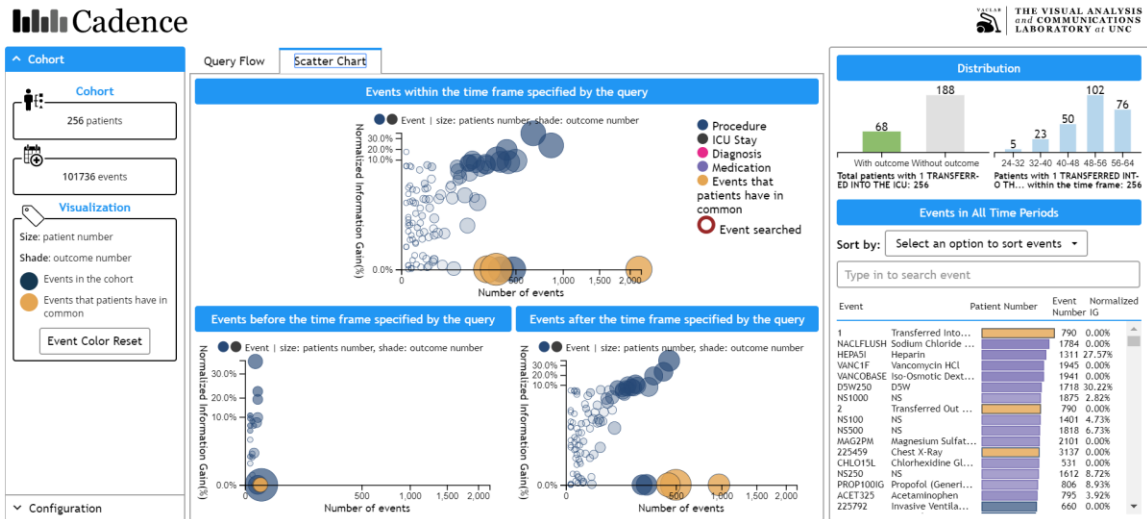 Cadence
VACLAB
THE VISUAL ANALYSIS
and COMMUNICATIONS
LABORATORY at UNC
Cohort
Cohort
256 patients
101736 events
Visualization
Size: patient number
Shade: outcome number
Events in the cohort
Events that patients have in
common
Event Color Reset
Configuration
Query Flow
Scatter Chart
Events within the time frame specified by the query
Event | size: patients number, shade: outcome number
Normalized Information Gain(%)
30.0%
20.0%
10.0%
0.0%
0
500
1,000
1,500
2,000
Number of events
Procedure
ICU Stay
Diagnosis
Medication
Events that
patients have in
common
Event searched
Events before the time frame specified by the query
Event | size: patients number, shade: outcome number
Normalized Information Gain(%)
30.0%
20.0%
10.0%
0.0%
0
500
1,000
1,500
2,000
Number of events
Events after the time frame specified by the query
Event | size: patients number, shade: outcome number
Normalized Information Gain(%)
30.0%
20.0%
10.0%
0.0%
0
500
1,000
1,500
2,000
Number of events
Distribution
68
188
With outcome
Without outcome
Total patients with 1 TRANSFERR-
ED INTO THE ICU: 256
5
23
50
102
76
24-32
32-40
40-48
48-56
56-64
Patients with 1 TRANSFERRED INT-
O TH... within the time frame: 256
Events in All Time Periods
Sort by:
Select an option to sort events
Type in to search event
Event Patient Number Event Number Normalized IG
1 Transferred Into... 790 0.00%
NACLFLUSH Sodium Chloride ... 1784 0.00%
HEPA5I Heparin 1311 27.57%
VANC1F Vancomycin HCl 1945 0.00%
VANCOBASE Iso-Osmotic Dext... 1941 0.00%
D5W250 D5W 1718 30.22%
NS1000 NS 1875 2.82%
2 Transferred Out ... 790 0.00%
NS100 NS 1401 4.73%
NS500 NS 1818 6.73%
MAG2PM Magnesium Sulfat... 2101 0.00%
225459 Chest X-Ray 3137 0.00%
CHLO15L Chlorhexidine Gl... 531 0.00%
NS250 NS 1612 8.72%
PROP100IG Propofol (Generi... 806 8.93%
ACET325 Acetaminophen 795 3.92%
225792 Invasive Ventila... 660 0.00%